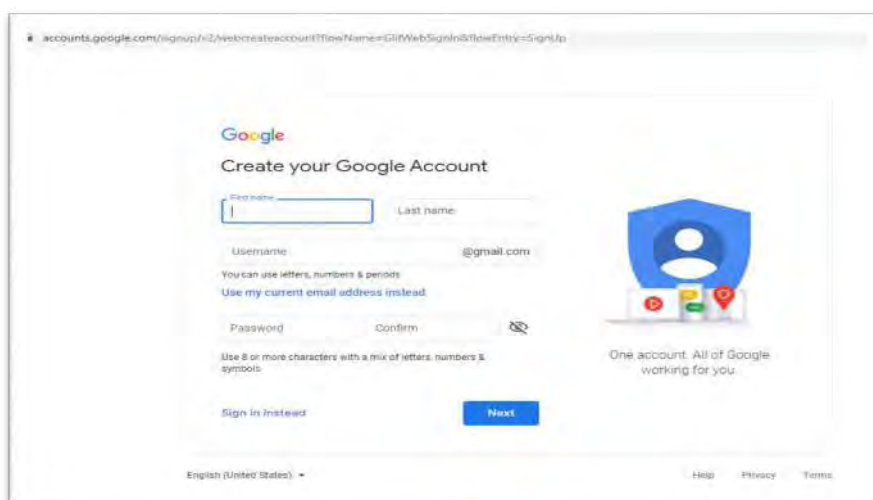 accounts.google.com/signup/v2/webcreateaccount?flowName=GlifWebSignIn&flowEntry=SignUp
Google
Create your Google Account
First name
Last name
Username @gmail.com
You can use letters, numbers & periods
Use my current email address instead
Password Confirm
Use 8 or more characters with a mix of letters, numbers &
symbols
One account. All of Google
working for you.
Sign in instead Next
English (United States) Help Privacy Terms